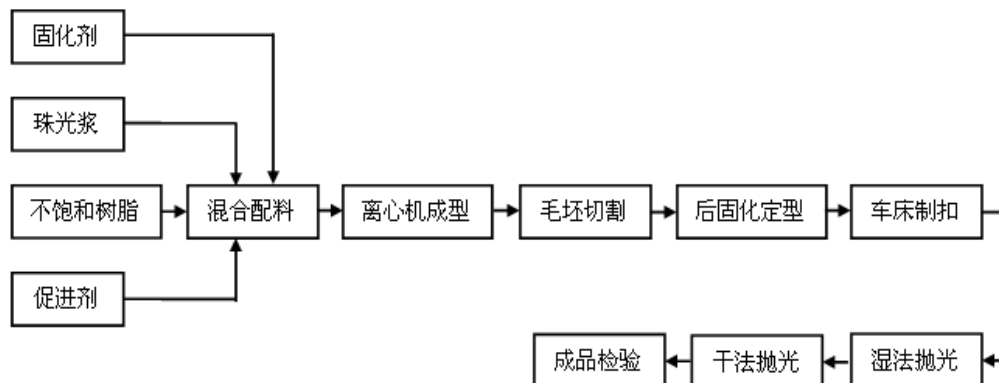 固化剂
珠光浆
不饱和树脂
混合配料
离心机成型
毛坯切割
后固化定型
车床制扣
促进剂
成品检验
干法抛光
湿法抛光